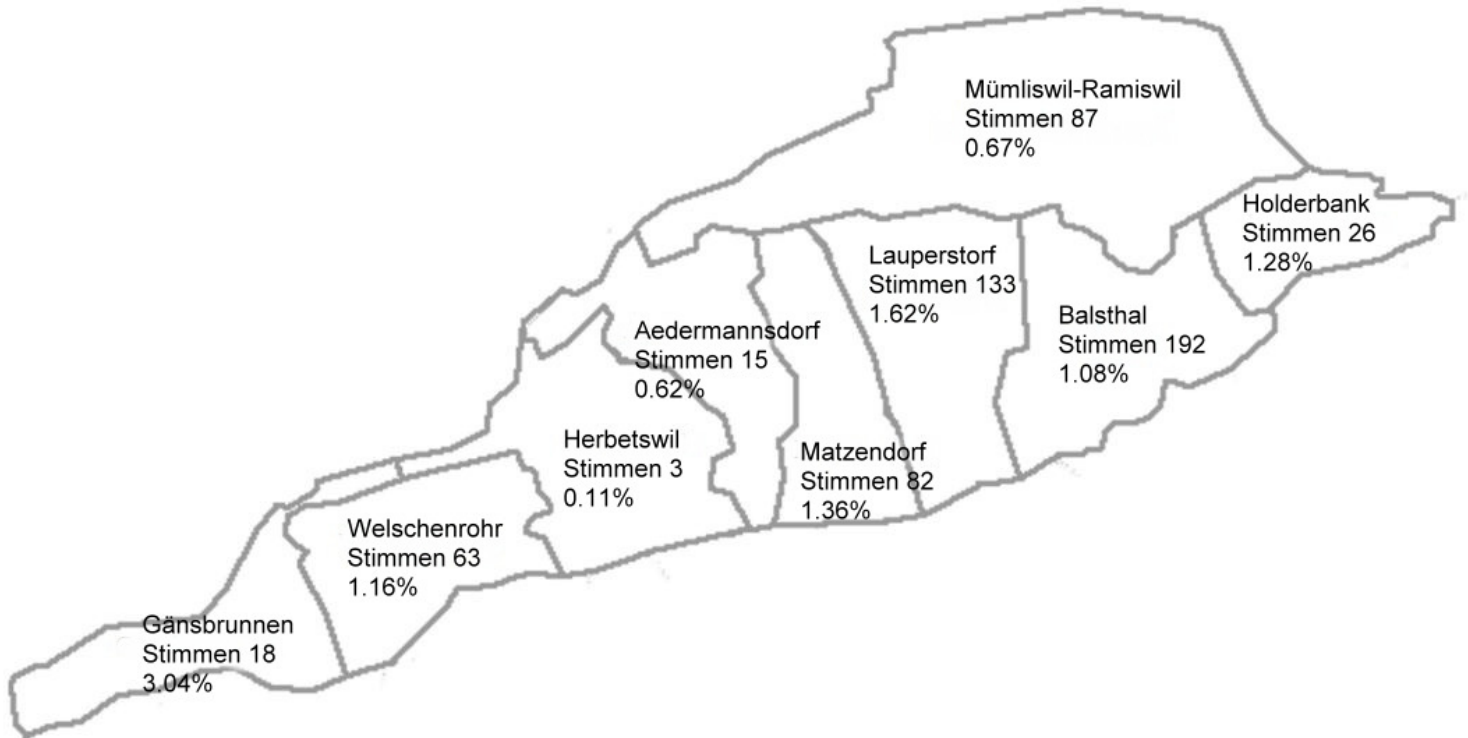 Mümliswil-Ramiswil
Stimmen 87
0.67%
Holderbank
Stimmen 26
1.28%
Lauperstorf
Stimmen 133
1.62%
Balsthal
Stimmen 192
1.08%
Aedermannsdorf
Stimmen 15
0.62%
Herbetswil
Stimmen 3
0.11%
Matzendorf
Stimmen 82
1.36%
Welschenrohr
Stimmen 63
1.16%
Gänsbrunnen
Stimmen 18
3.04%